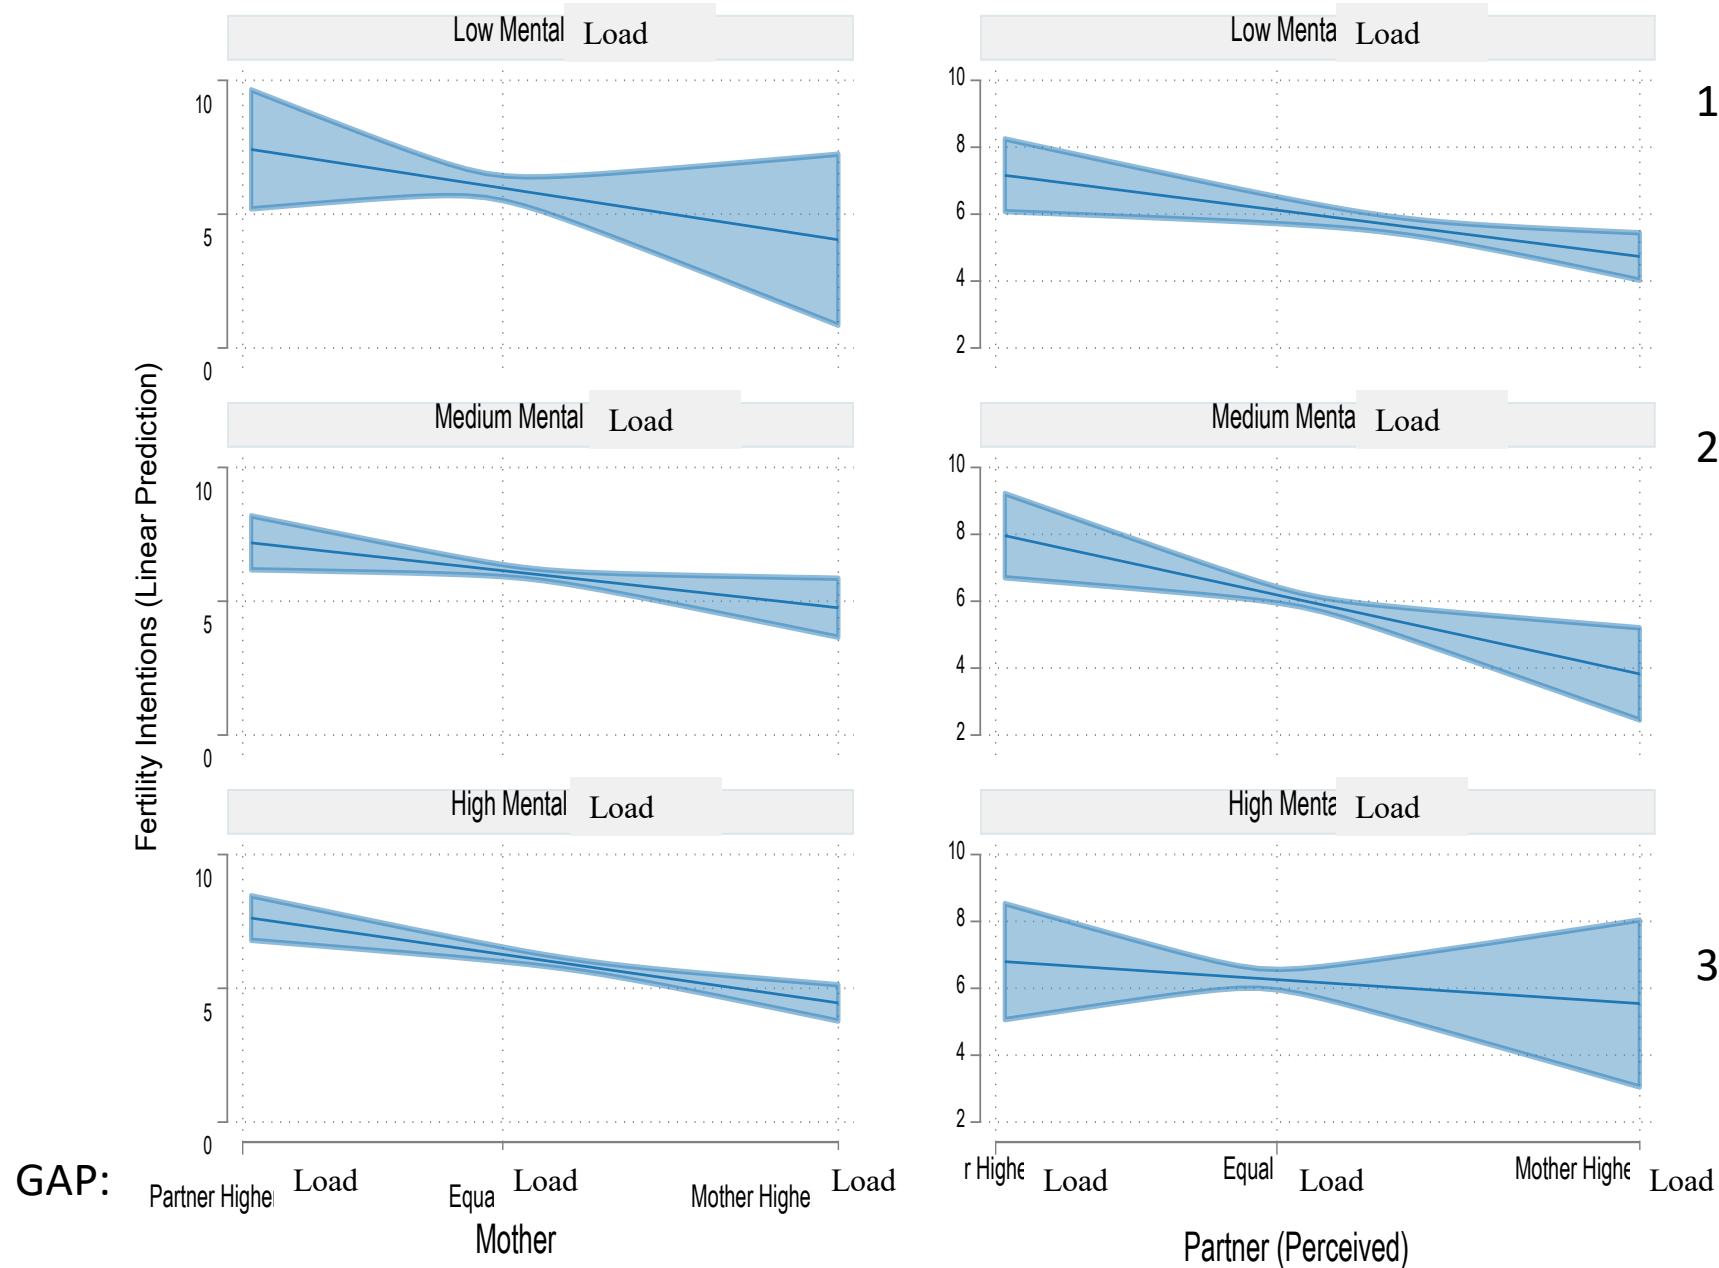 Low Mental Load
Low Menta Load
1
10
5
0
10
8
6
4
2
Fertility Intentions (Linear Prediction)
Medium Mental Load
Medium Menta Load
2
10
5
0
10
8
6
4
2
High Mental Load
High Menta Load
3
10
5
0
10
8
6
4
2
GAP:
Partner Higher Load Equa Load Mother Highe Load
r Highe Load Equal Load Mother Highe Load
Mother
Partner (Perceived)